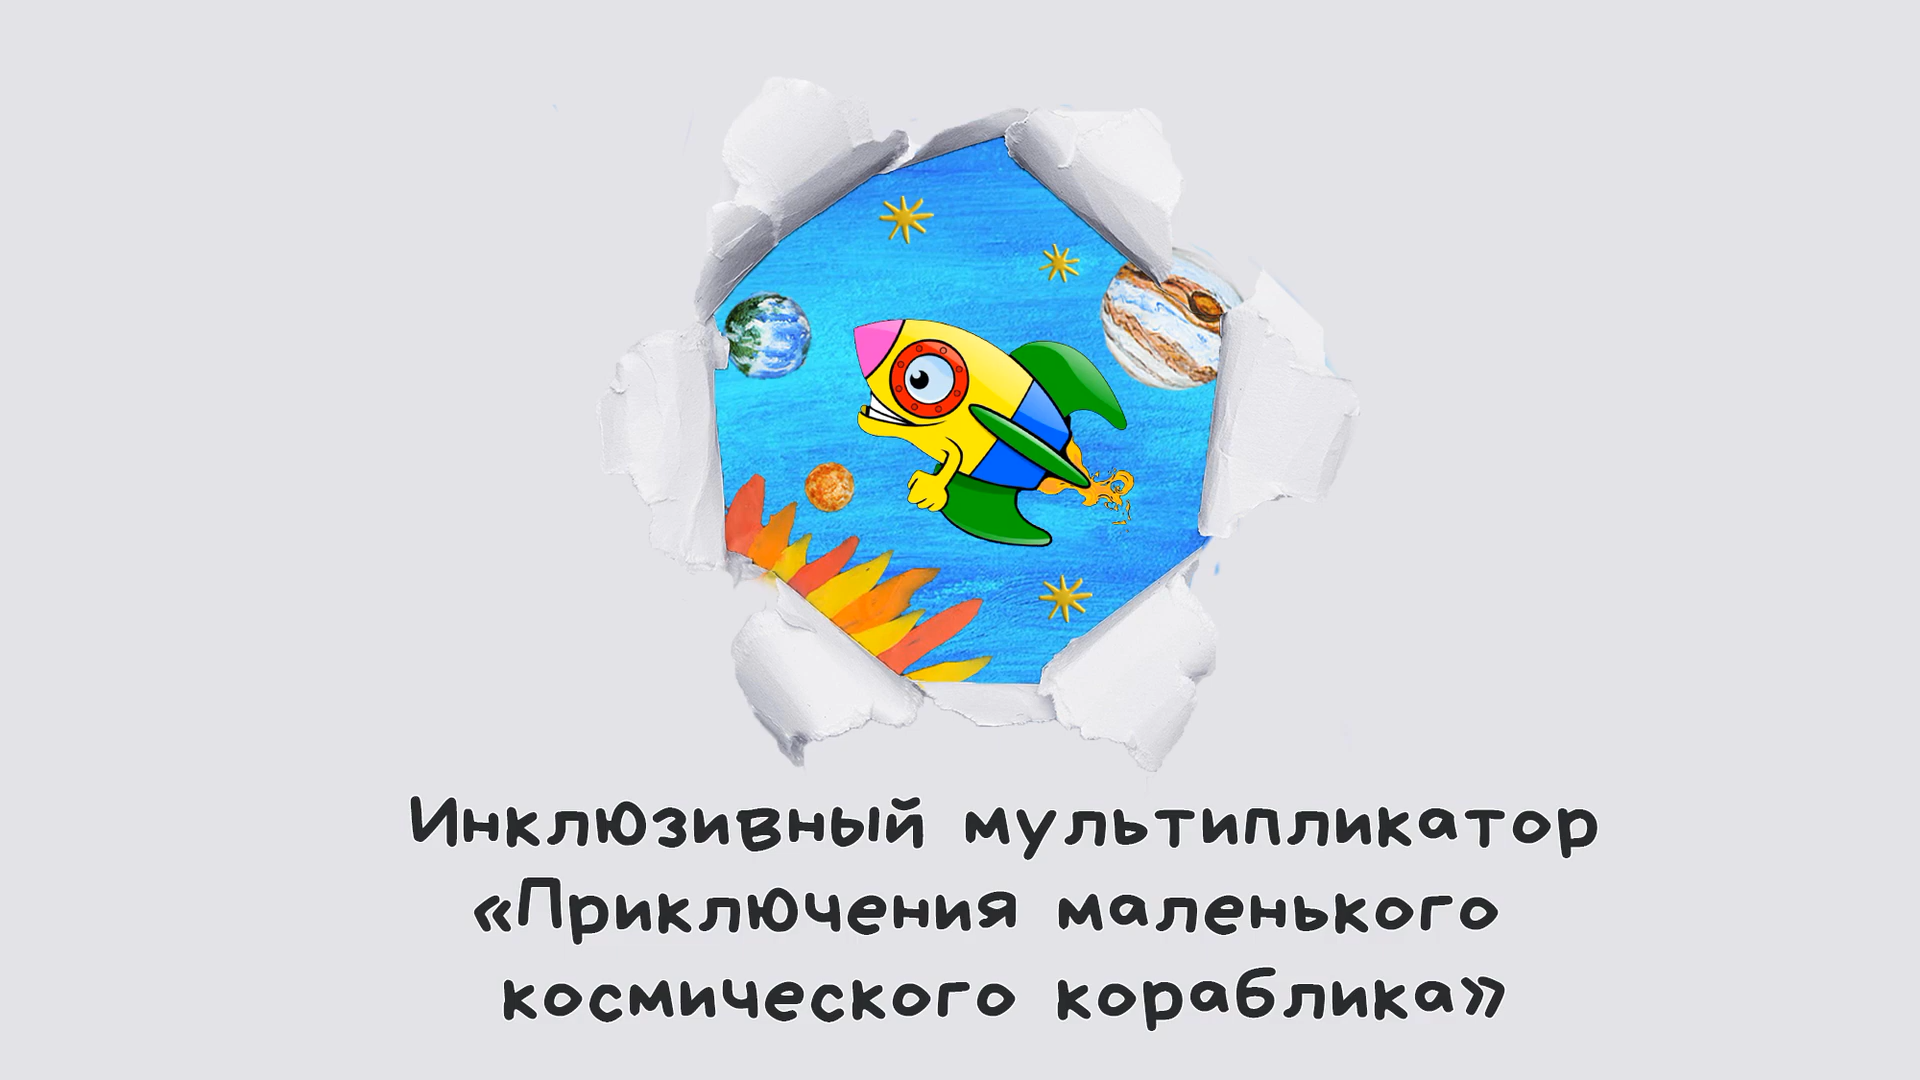 Инклюзивный мультипликатор
«Приключения маленького
космического кораблика»